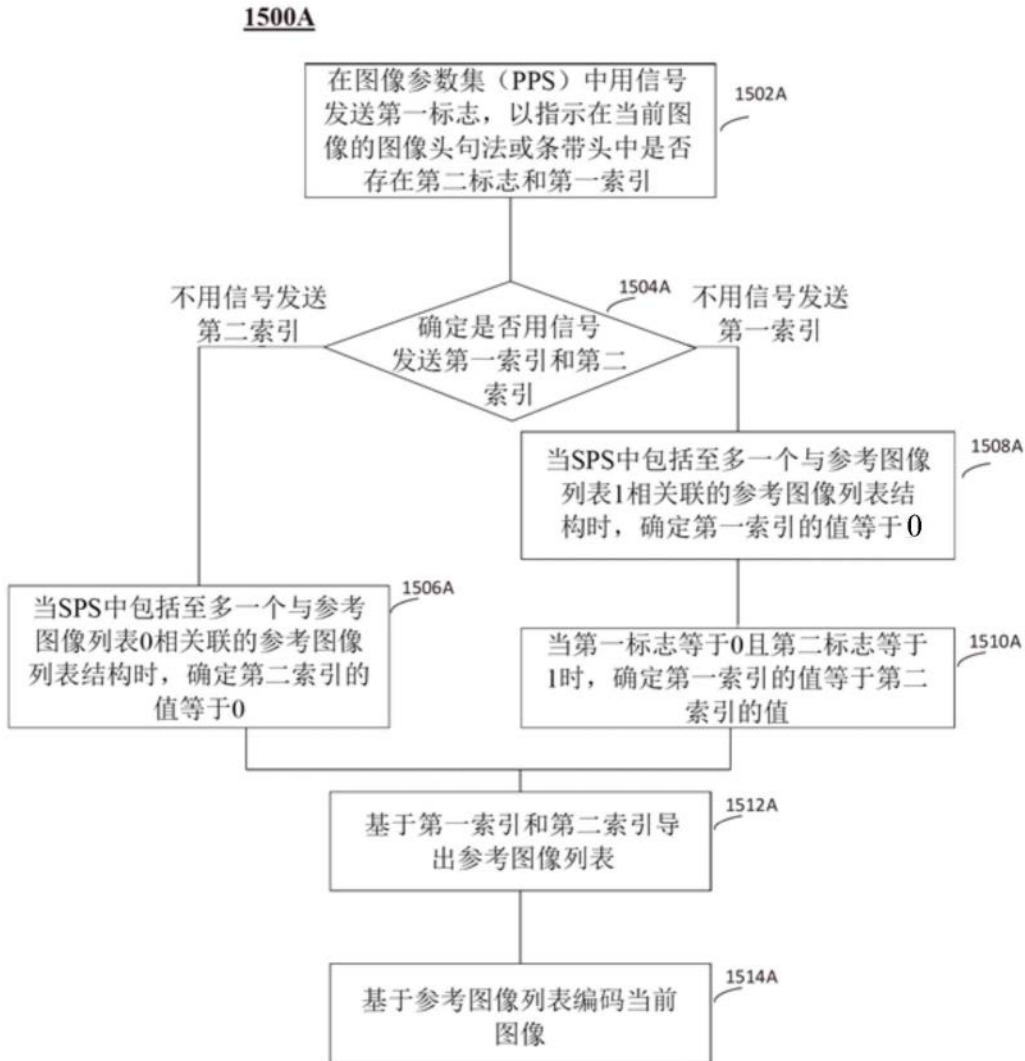 1500A
在图像参数集（PPS）中用信号
发送第一标志，以指示在当前图
像的图像头句法或条带头中是否
存在第二标志和第一索引
1502A
1504A
不用信号发送
第二索引
确定是否用信号
发送第一索引和第二
索引
不用信号发送
第一索引
当SPS中包括至多一个与参考图像
列表1相关联的参考图像列表结
构时，确定第一索引的值等于0
1508A
当SPS中包括至多一个与参考
图像列表0相关联的参考图像
列表结构时，确定第二索引的
值等于0
1506A
当第一标志等于0且第二标志等于
1时，确定第一索引的值等于第二
索引的值
1510A
基于第一索引和第二索引导
出参考图像列表
1512A
基于参考图像列表编码当前
图像
1514A